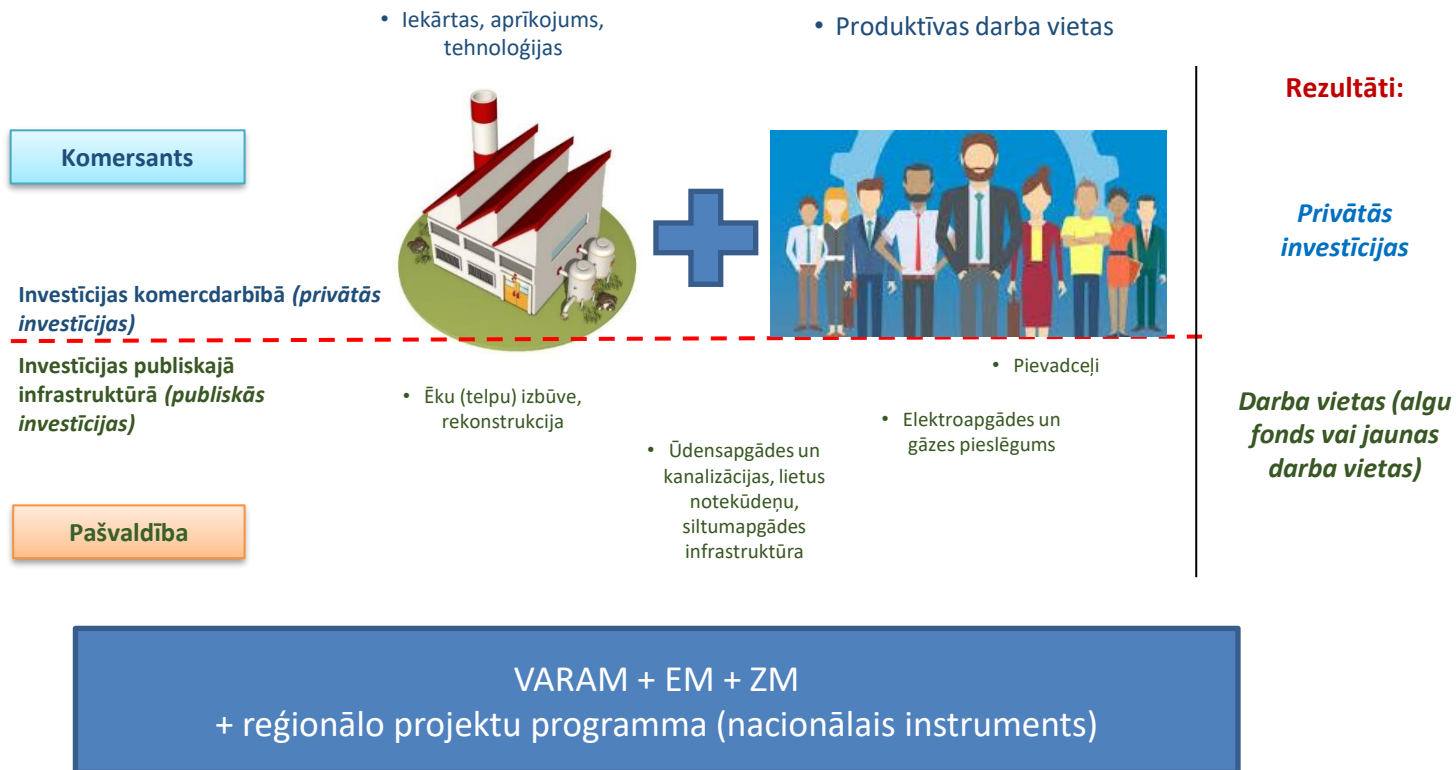 • Iekārtas, aprīkojums,
tehnoloģijas
• Produktīvas darba vietas
Rezultāti:
Komersants
Privātās
investīcijas
Investīcijas komercdarbībā (privātās
investīcijas)
Investīcijas publiskajā
infrastruktūrā (publiskās
investīcijas)
• Ēku (telpu) izbūve,
rekonstrukcija
• Ūdensapgādes un
kanalizācijas, lietus
notekūdeņu,
siltumapgādes
infrastruktūra
• Pievadceļi
• Elektroapgādes un
gāzes pieslēgums
Darba vietas (algu
fonds vai jaunas
darba vietas)
Pašvaldība
VARAM + EM + ZM
+ reģionālo projektu programma (nacionālais instruments)